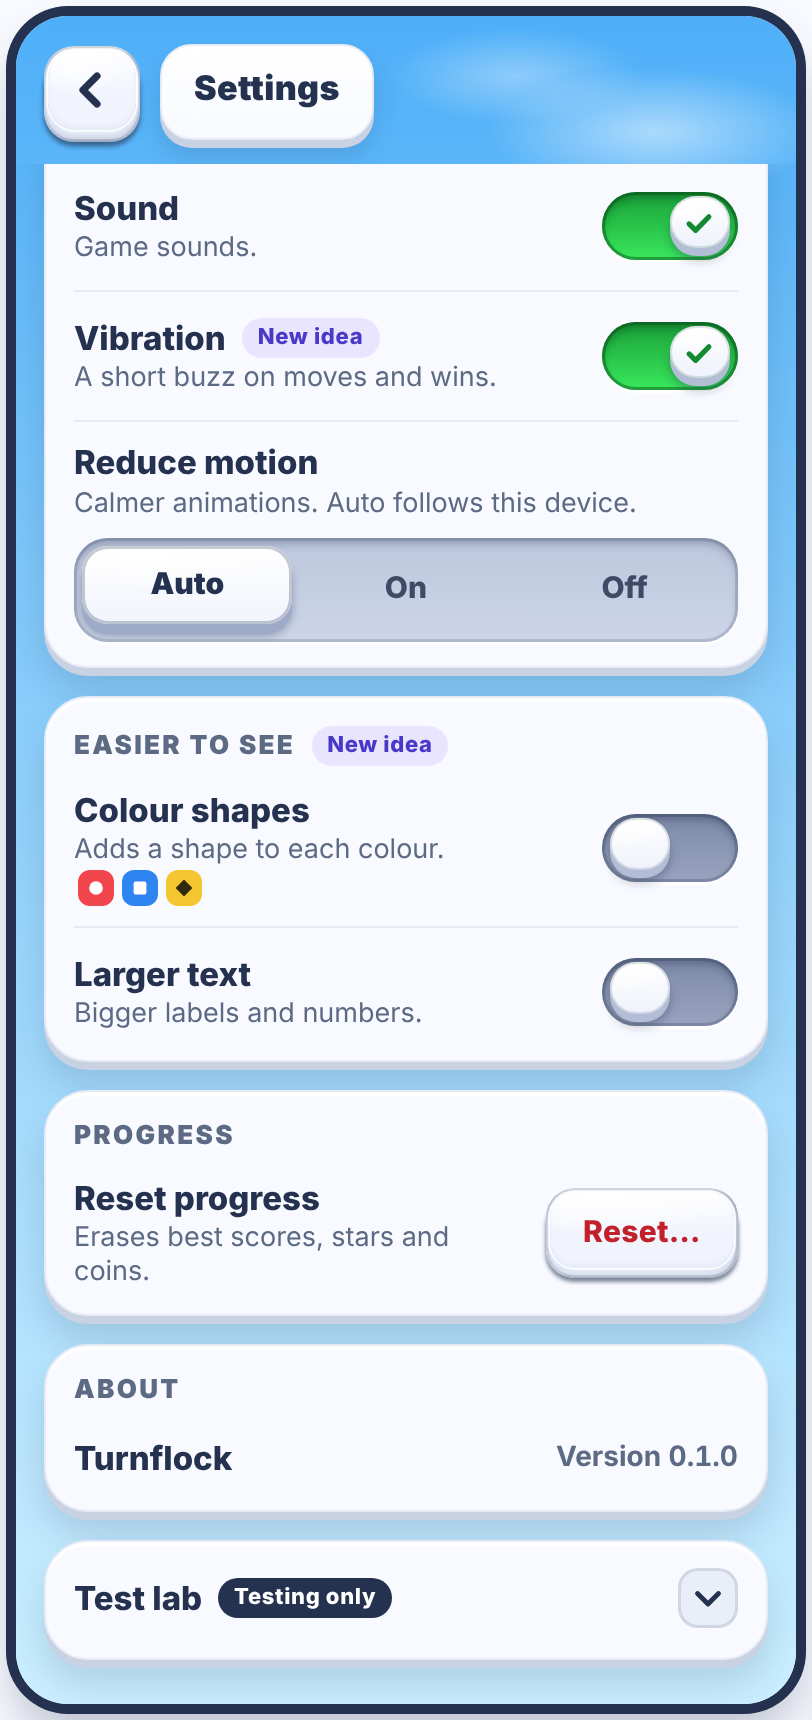 Settings
Sound
Game sounds.
Vibration New idea
A short buzz on moves and wins.
Reduce motion
Calmer animations. Auto follows this device.
Auto On Off
EASIER TO SEE New idea
Colour shapes
Adds a shape to each colour.
Larger text
Bigger labels and numbers.
PROGRESS
Reset progress
Erases best scores, stars and
coins.
Reset...
ABOUT
Turnflock Version 0.1.0
Test lab Testing only